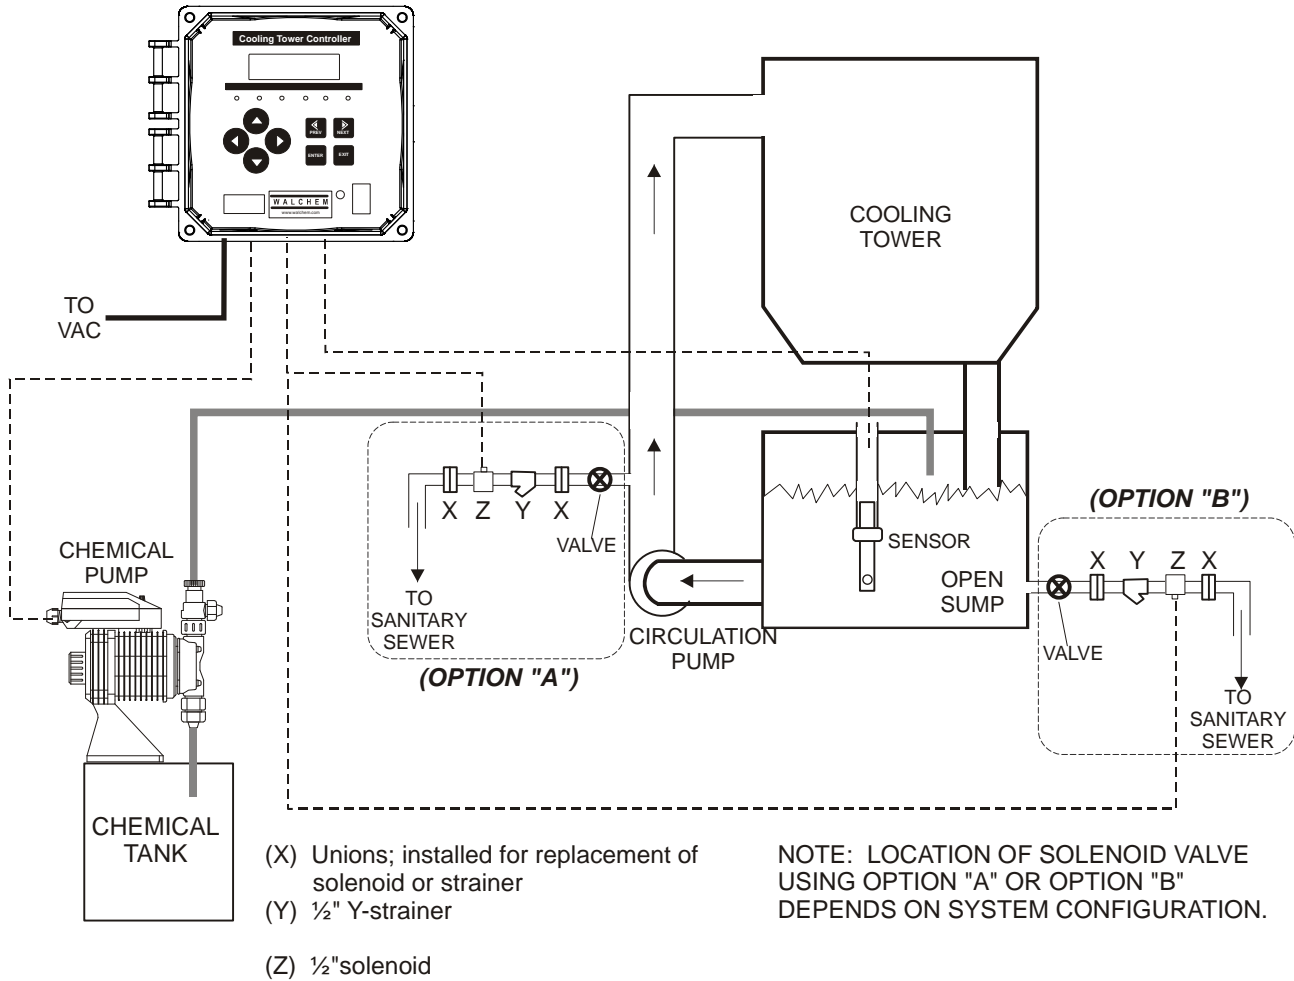 Cooling Tower Controller
PREV
NEXT
ENTER
EXIT
WALCHEM
www.walchem.com
TO
VAC
COOLING
TOWER
X Z Y X
VALVE
TO
SANITARY
SEWER
(OPTION "A")
CHEMICAL
PUMP
CIRCULATION
PUMP
SENSOR
OPEN
SUMP
(OPTION "B")
X Y Z X
VALVE
TO
SANITARY
SEWER
CHEMICAL
TANK
(X) Unions; installed for replacement of
solenoid or strainer
(Y) ½" Y-strainer
(Z) ½"solenoid
NOTE: LOCATION OF SOLENOID VALVE
USING OPTION "A" OR OPTION "B"
DEPENDS ON SYSTEM CONFIGURATION.